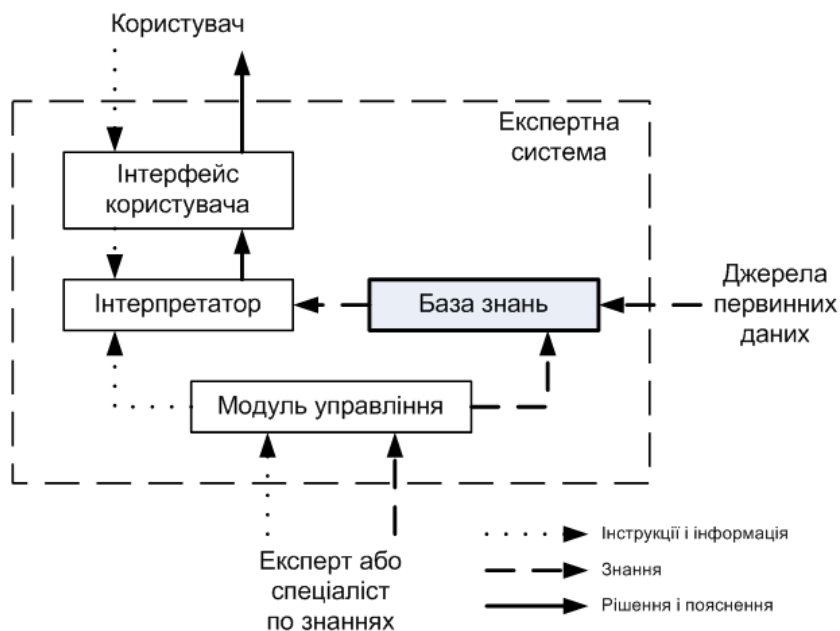 Користувач
Експертна
система
Інтерфейс
користувача
Інтерпретатор
База знань
Джерела
первинних
даних
Модуль управління
Експерт або
спеціаліст
по знаннях
Інструкції і інформація
Знання
Рішення і пояснення